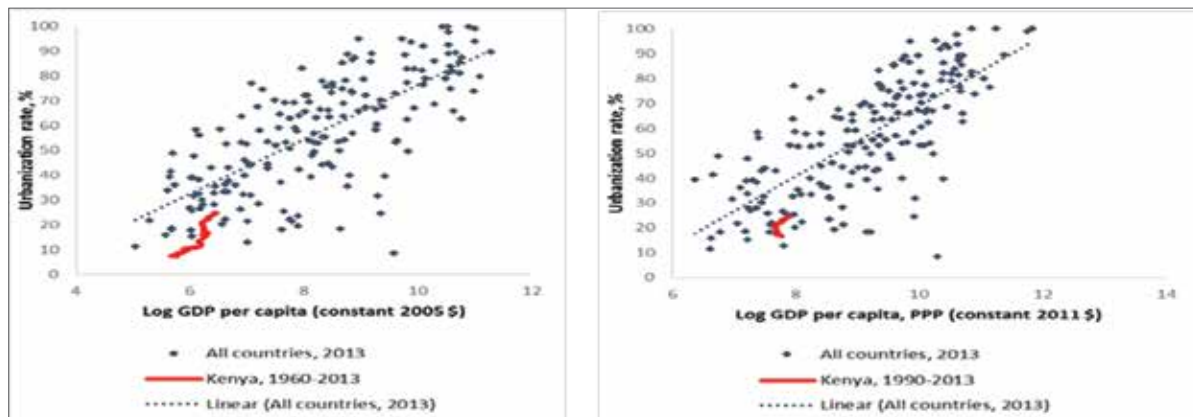 100
90
80
70
60
50
40
30
20
10
0
Urbanization rate, %
4 6 8 10 12
Log GDP per capita (constant 2005 $)
All countries, 2013
Kenya, 1960-2013
Linear (All countries, 2013)
100
90
80
70
60
50
40
30
20
10
0
Urbanization rate, %
6 8 10 12 14
Log GDP per capita, PPP (constant 2011 $)
All countries, 2013
Kenya, 1990-2013
Linear (All countries, 2013)